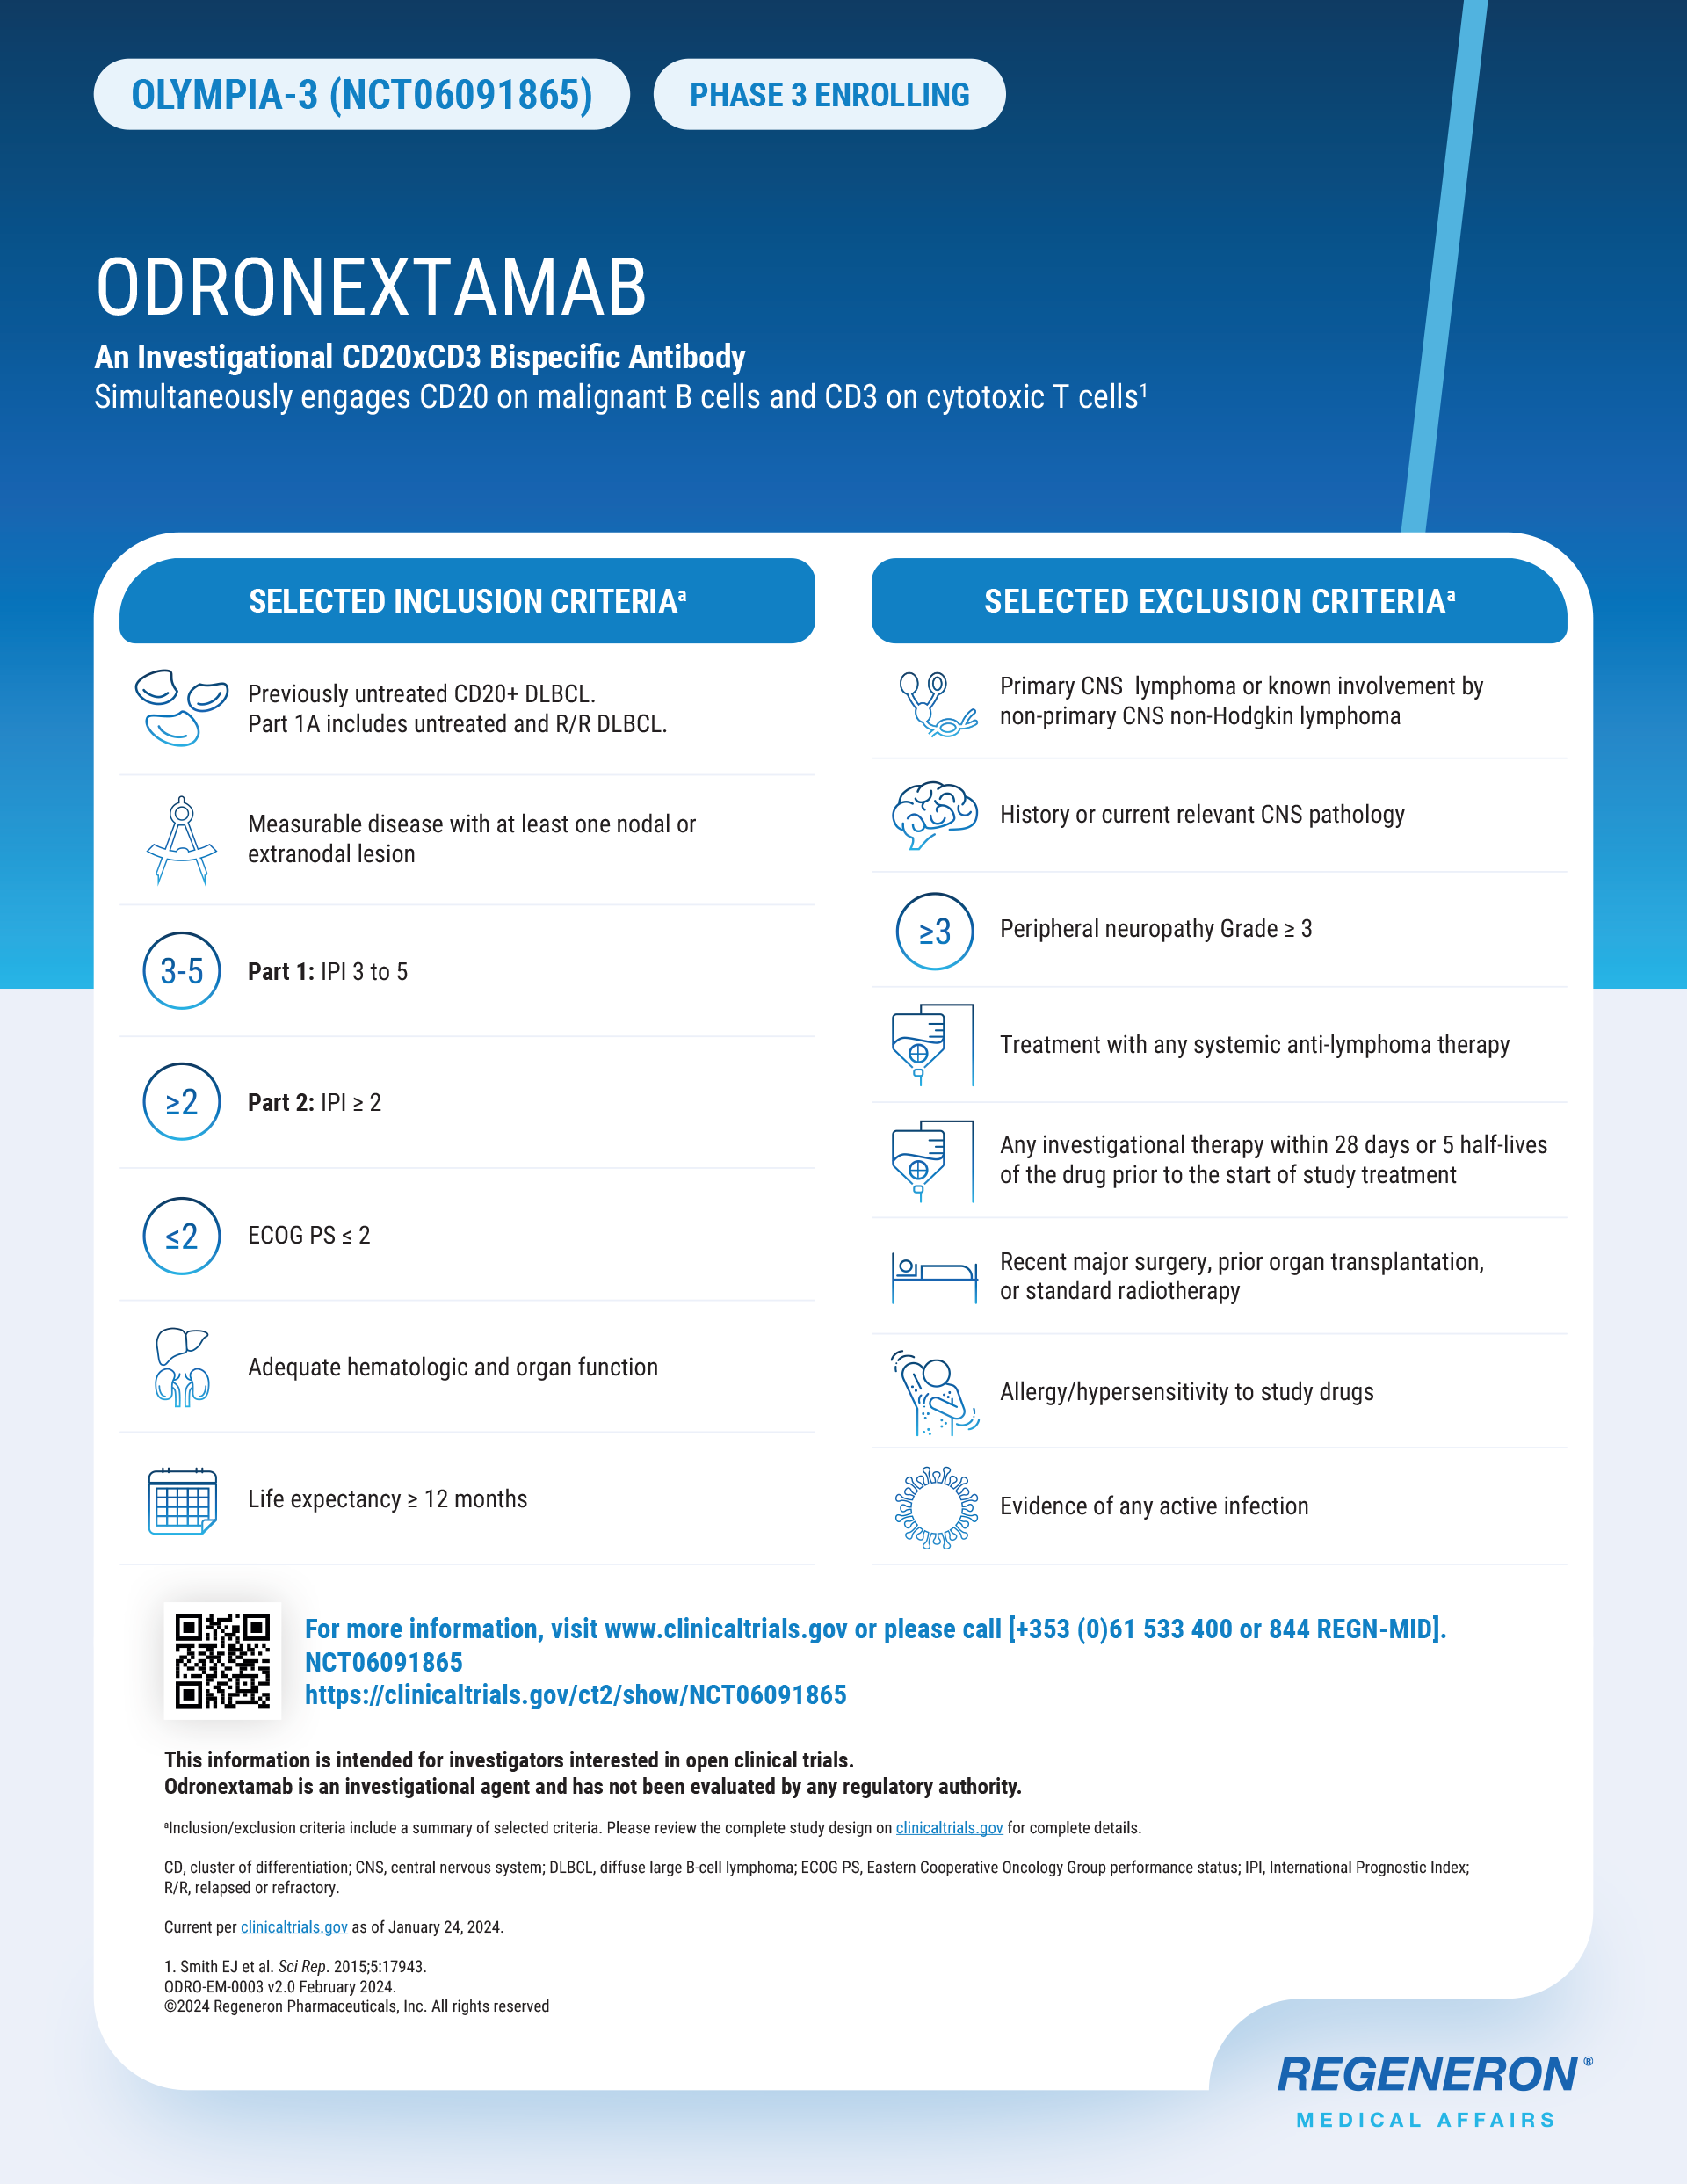 OLYMPIA-3 (NCT06091865)
PHASE 3 ENROLLING
ODRONEXTAMAB
An Investigational CD20xCD3 Bispecific Antibody
Simultaneously engages CD20 on malignant B cells and CD3 on cytotoxic T cells¹
SELECTED INCLUSION CRITERIAᵃ
Previously untreated CD20+ DLBCL.
Part 1A includes untreated and R/R DLBCL.
Measurable disease with at least one nodal or
extranodal lesion
3-5
Part 1: IPI 3 to 5
≥2
Part 2: IPI ≥ 2
≤2
ECOG PS ≤ 2
Adequate hematologic and organ function
Life expectancy ≥ 12 months
SELECTED EXCLUSION CRITERIAᵃ
Primary CNS lymphoma or known involvement by
non-primary CNS non-Hodgkin lymphoma
History or current relevant CNS pathology
≥3
Peripheral neuropathy Grade ≥ 3
Treatment with any systemic anti-lymphoma therapy
Any investigational therapy within 28 days or 5 half-lives
of the drug prior to the start of study treatment
Recent major surgery, prior organ transplantation,
or standard radiotherapy
Allergy/hypersensitivity to study drugs
Evidence of any active infection
For more information, visit www.clinicaltrials.gov or please call [+353 (0)61 533 400 or 844 REGN-MID].
NCT06091865
https://clinicaltrials.gov/ct2/show/NCT06091865
This information is intended for investigators interested in open clinical trials.
Odronextamab is an investigational agent and has not been evaluated by any regulatory authority.
ᵃInclusion/exclusion criteria include a summary of selected criteria. Please review the complete study design on clinicaltrials.gov for complete details.
CD, cluster of differentiation; CNS, central nervous system; DLBCL, diffuse large B-cell lymphoma; ECOG PS, Eastern Cooperative Oncology Group performance status; IPI, International Prognostic Index;
R/R, relapsed or refractory.
Current per clinicaltrials.gov as of January 24, 2024.
1. Smith EJ et al. Sci Rep. 2015;5:17943.
ODRO-EM-0003 v2.0 February 2024.
©2024 Regeneron Pharmaceuticals, Inc. All rights reserved
REGENERON®
MEDICAL AFFAIRS